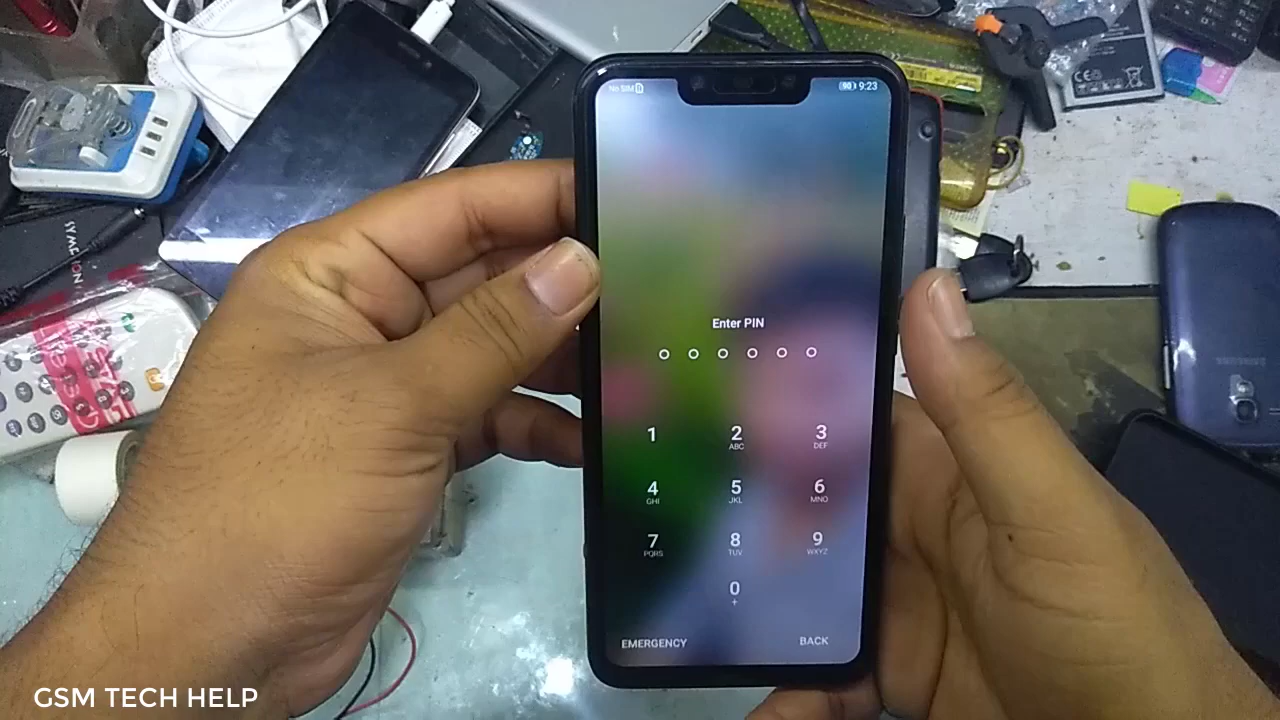 No SIM
90 9:23
Enter PIN
1
2 ABC
3 DEF
4 GHI
5 JKL
6 MNO
7 PQRS
8 TUV
9 WXYZ
0 +
EMERGENCY
BACK
SAMSUNG
GSM TECH HELP